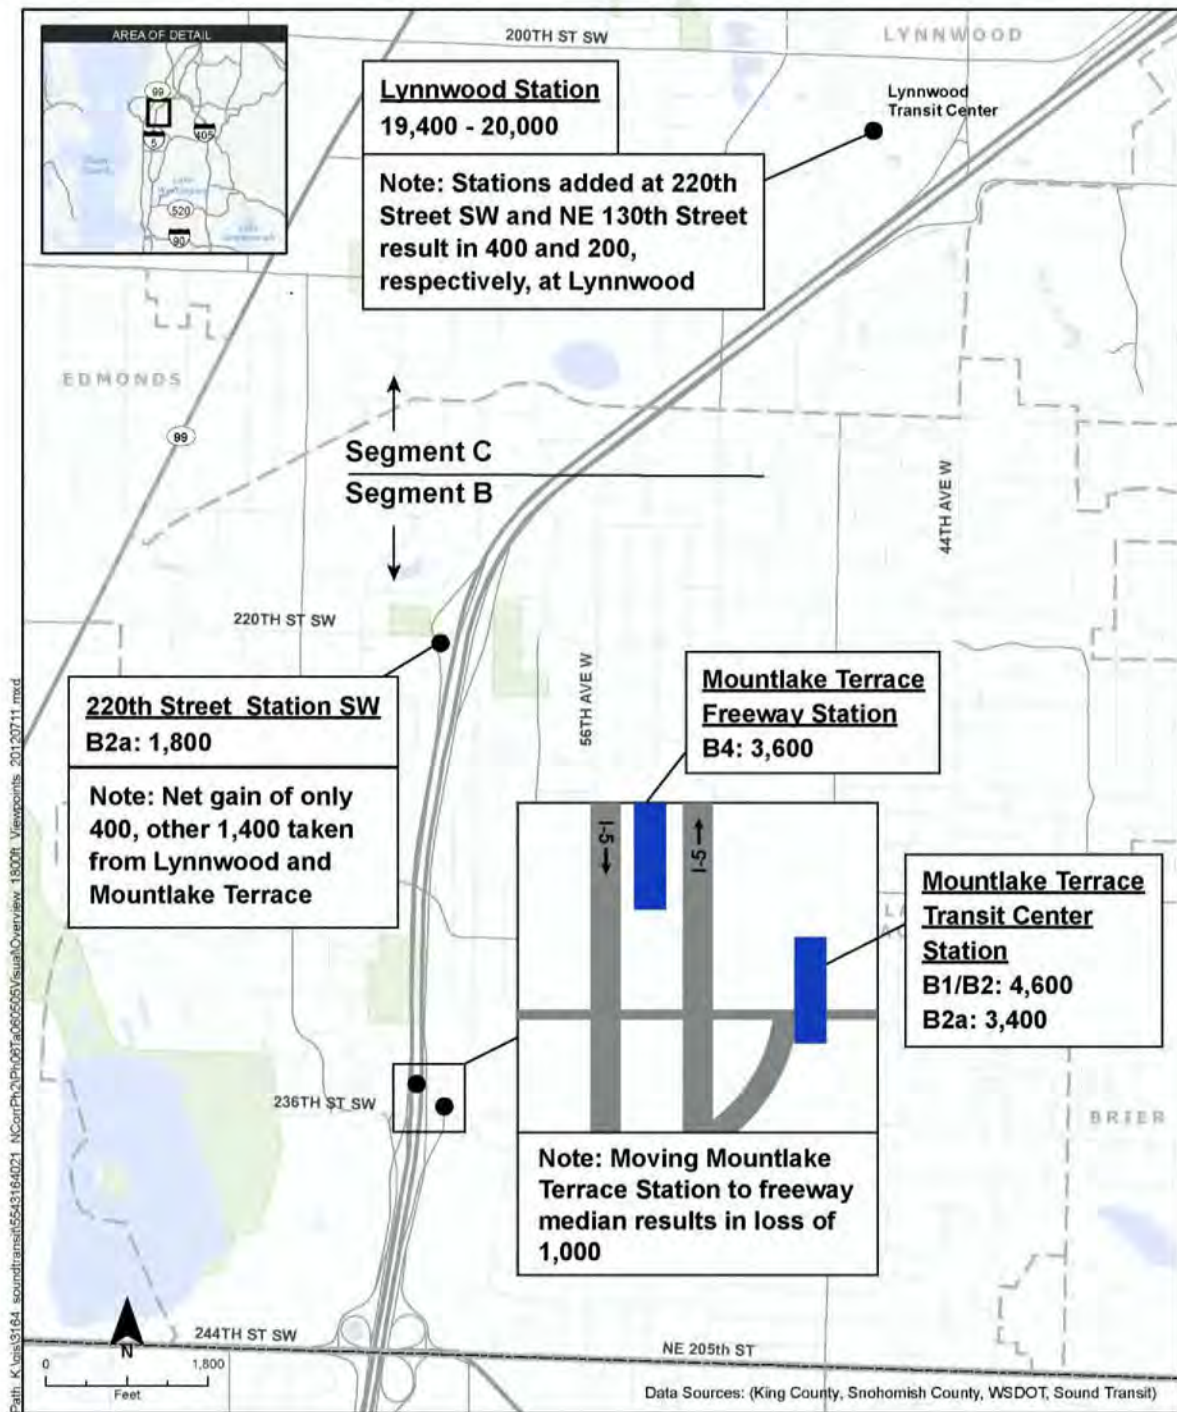 AREA OF DETAIL
99
5
405
520
90
200TH ST SW
LYNNWOOD
Lynnwood Station
19,400 - 20,000
Note: Stations added at 220th
Street SW and NE 130th Street
result in 400 and 200,
respectively, at Lynnwood
Lynnwood
Transit Center
EDMONDS
99
Segment C
Segment B
44TH AVE W
220TH ST SW
56TH AVE W
220th Street Station SW
B2a: 1,800
Note: Net gain of only
400, other 1,400 taken
from Lynnwood and
Mountlake Terrace
Mountlake Terrace
Freeway Station
B4: 3,600
I-5
I-5
Mountlake Terrace
Transit Center
Station
B1/B2: 4,600
B2a: 3,400
236TH ST SW
BRIER
Note: Moving Mountlake
Terrace Station to freeway
median results in loss of
1,000
244TH ST SW
NE 205th ST
N
0 1,800
Feet
Data Sources: (King County, Snohomish County, WSDOT, Sound Transit)